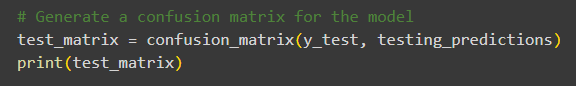 # Generate a confusion matrix for the model
test_matrix = confusion_matrix(y_test, testing_predictions)
print(test_matrix)